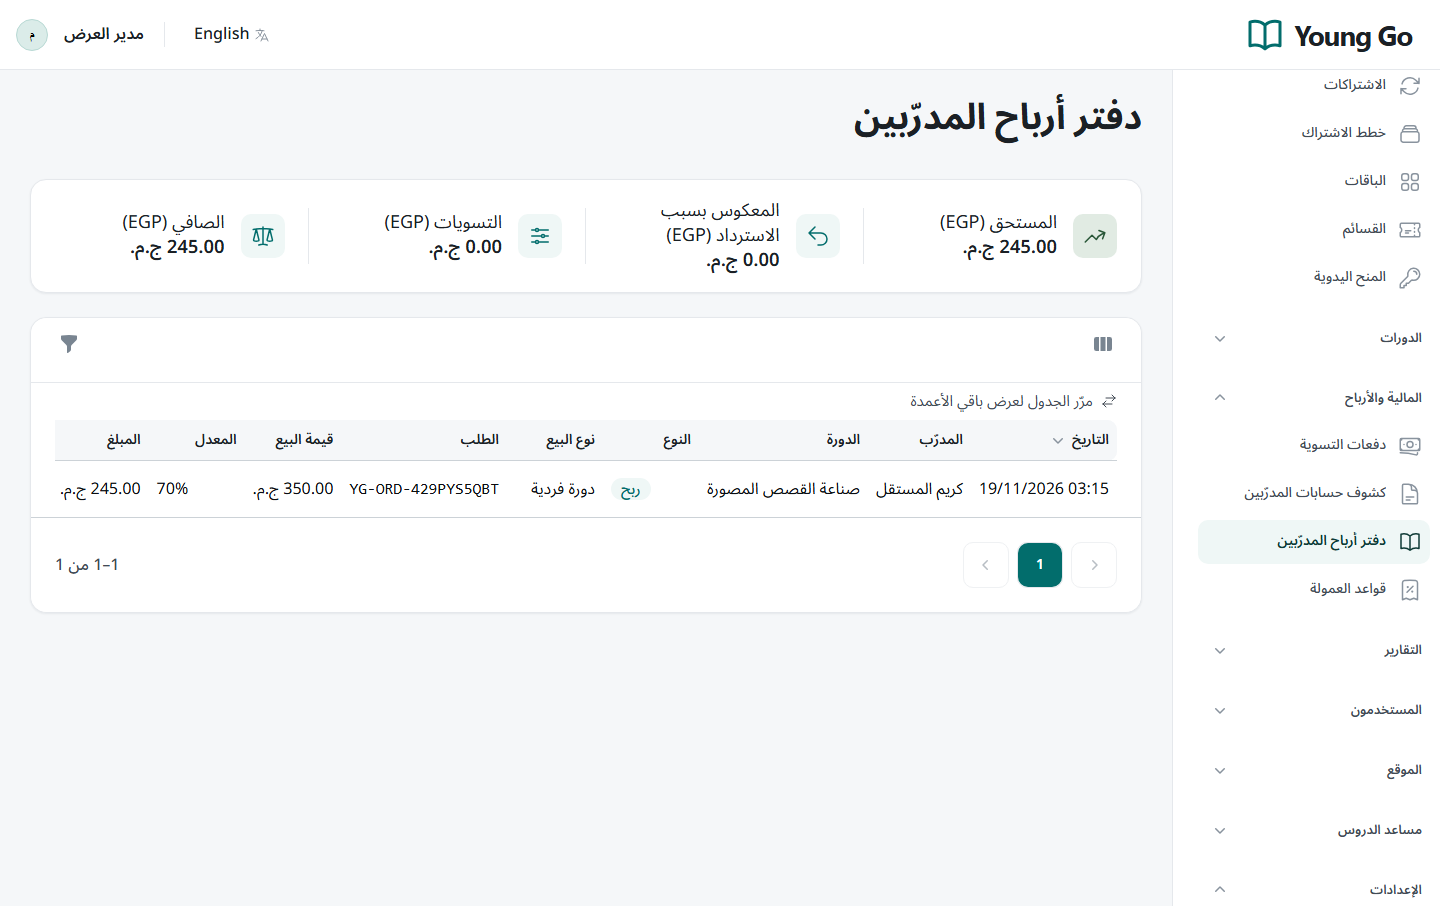 Young Go
English
مدير العرض
م
الاشتراكات
خطط الاشتراك
الباقات
القسائم
المنح اليدوية
الدورات
المالية والأرباح
دفعات التسوية
كشوف حسابات المدرّبين
دفتر أرباح المدرّبين
قواعد العمولة
التقارير
المستخدمون
الموقع
مساعد الدروس
الإعدادات
دفتر أرباح المدرّبين
المستحق (EGP)
245.00 ج.م.
المعكوس بسبب
الاسترداد (EGP)
0.00 ج.م.
التسويات (EGP)
0.00 ج.م.
الصافي (EGP)
245.00 ج.م.
مرّر الجدول لعرض باقي الأعمدة
التاريخ المدرّب الدورة النوع نوع البيع الطلب قيمة البيع المعدل المبلغ
19/11/2026 03:15 كريم المستقل صناعة القصص المصورة ربح دورة فردية YG-ORD-429PYS5QBT 350.00 ج.م. 70% 245.00 ج.م.
1
1–1 من 1